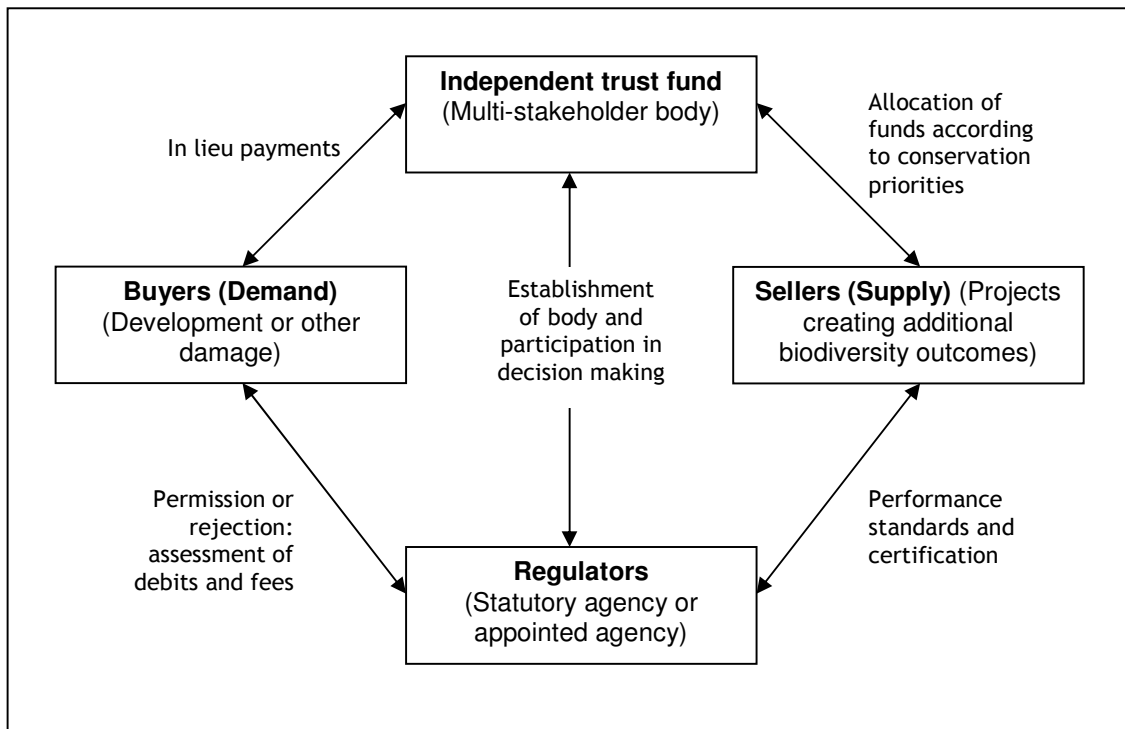 Independent trust fund
(Multi-stakeholder body)
In lieu payments
Allocation of
funds according
to conservation
priorities
Buyers (Demand)
(Development or other
damage)
Establishment
of body and
participation in
decision making
Sellers (Supply) (Projects
creating additional
biodiversity outcomes)
Permission or
rejection:
assessment of
debits and fees
Performance
standards and
certification
Regulators
(Statutory agency or
appointed agency)